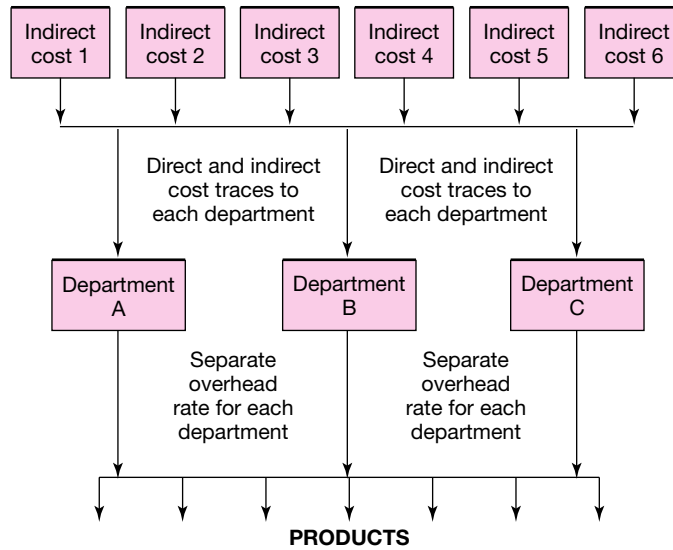 Indirect
cost 1
Indirect
cost 2
Indirect
cost 3
Indirect
cost 4
Indirect
cost 5
Indirect
cost 6
Direct and indirect
cost traces to
each department
Direct and indirect
cost traces to
each department
Department
A
Department
B
Department
C
Separate
overhead
rate for each
department
Separate
overhead
rate for each
department
PRODUCTS